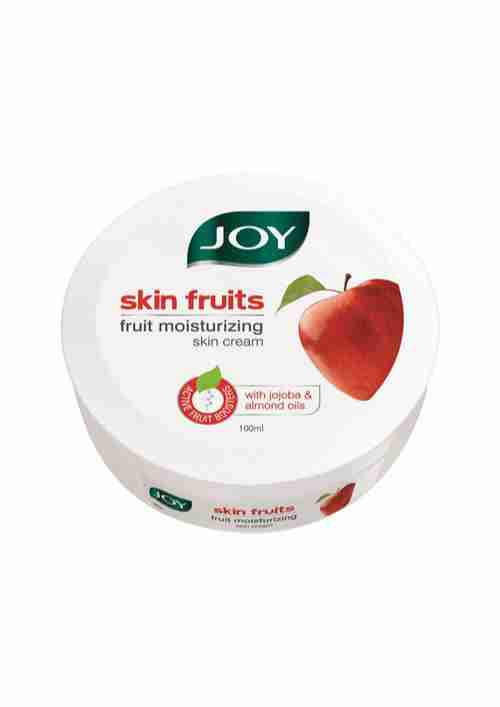 JOY
skin fruits
fruit moisturizing
skin cream
ACTIVE FRUIT BOOSTERS
with jojoba &
almond oils
100ml
JOY
skin fruits
fruit moisturizing
skin cream